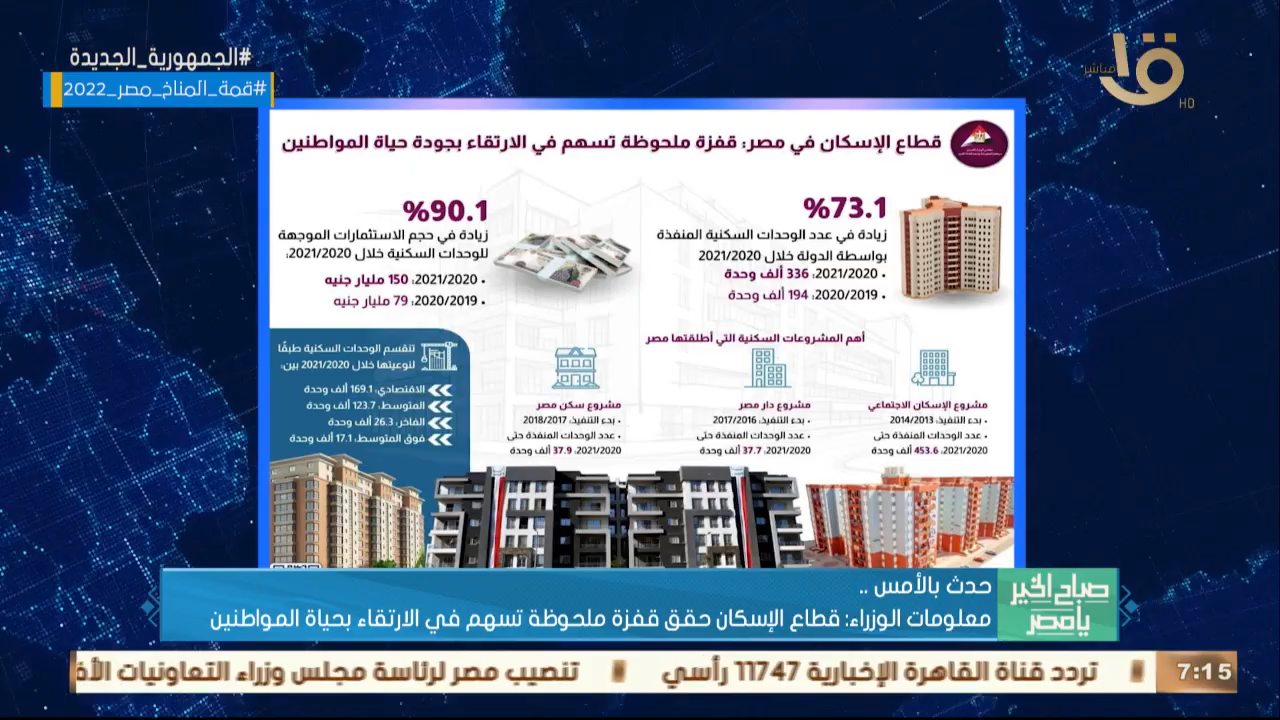 #الجمهورية_الجديدة
#قمة_المناخ_مصر_2022
مباشر
HD
قطاع الإسكان في مصر: قفزة ملحوظة تسهم في الارتقاء بجودة حياة المواطنين
%73.1
زيادة في عدد الوحدات السكنية المنفذة
بواسطة الدولة خلال 2021/2020
• 2021/2020: 336 ألف وحدة
• 2020/2019: 194 ألف وحدة
%90.1
زيادة في حجم الاستثمارات الموجهة
للوحدات السكنية خلال 2021/2020:
• 2021/2020: 150 مليار جنيه
• 2020/2019: 79 مليار جنيه
أهم المشروعات السكنية التي أطلقتها مصر
مشروع الإسكان الاجتماعي
• بدء التنفيذ: 2014/2013
• عدد الوحدات المنفذة حتى
2021/2020: 453.6 ألف وحدة
مشروع دار مصر
• بدء التنفيذ: 2017/2016
• عدد الوحدات المنفذة حتى
2021/2020: 37.7 ألف وحدة
مشروع سكن مصر
• بدء التنفيذ: 2018/2017
• عدد الوحدات المنفذة حتى
2021/2020: 37.9 ألف وحدة
تنقسم الوحدات السكنية طبقًا
لنوعيتها خلال 2021/2020 بين:
الاقتصادي: 169.1 ألف وحدة
المتوسط: 123.7 ألف وحدة
الفاخر: 26.3 ألف وحدة
فوق المتوسط: 17.1 ألف وحدة
صباح الخير
يا مصر
حدث بالأمس ..
معلومات الوزراء: قطاع الإسكان حقق قفزة ملحوظة تسهم في الارتقاء بحياة المواطنين
7:15
تردد قناة القاهرة الإخبارية 11747 رأسي تنصيب مصر لرئاسة مجلس وزراء التعاونيات